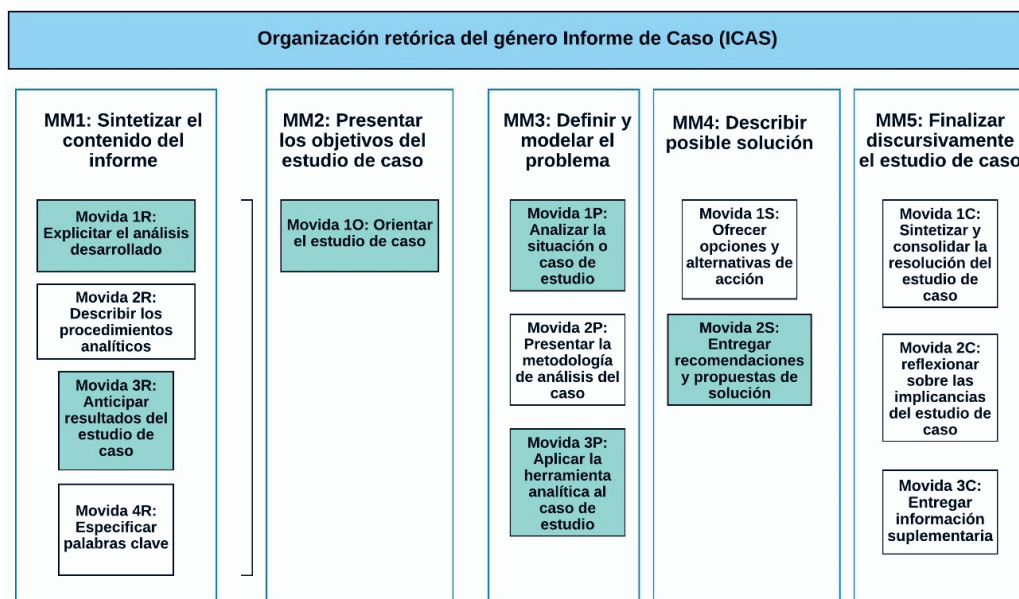 Organización retórica del género Informe de Caso (ICAS)
MM1: Sintetizar el
contenido del
informe
Movida 1R:
Explicitar el análisis
desarrollado
Movida 2R:
Describir los
procedimientos
analíticos
Movida 3R:
Anticipar
resultados del
estudio de
caso
Movida 4R:
Especificar
palabras clave
MM2: Presentar
los objetivos del
estudio de caso
Movida 1O: Orientar
el estudio de caso
MM3: Definir y
modelar el
problema
Movida 1P:
Analizar la
situación o
caso de
estudio
Movida 2P:
Presentar la
metodología
de análisis del
caso
Movida 3P:
Aplicar la
herramienta
analítica al
caso de
estudio
MM4: Describir
posible solución
Movida 1S:
Ofrecer
opciones y
alternativas de
acción
Movida 2S:
Entregar
recomendaciones
y propuestas de
solución
MM5: Finalizar
discursivamente
el estudio de caso
Movida 1C:
Sintetizar y
consolidar la
resolución del
estudio de
caso
Movida 2C:
reflexionar
sobre las
implicancias
del estudio de
caso
Movida 3C:
Entregar
información
suplementaria